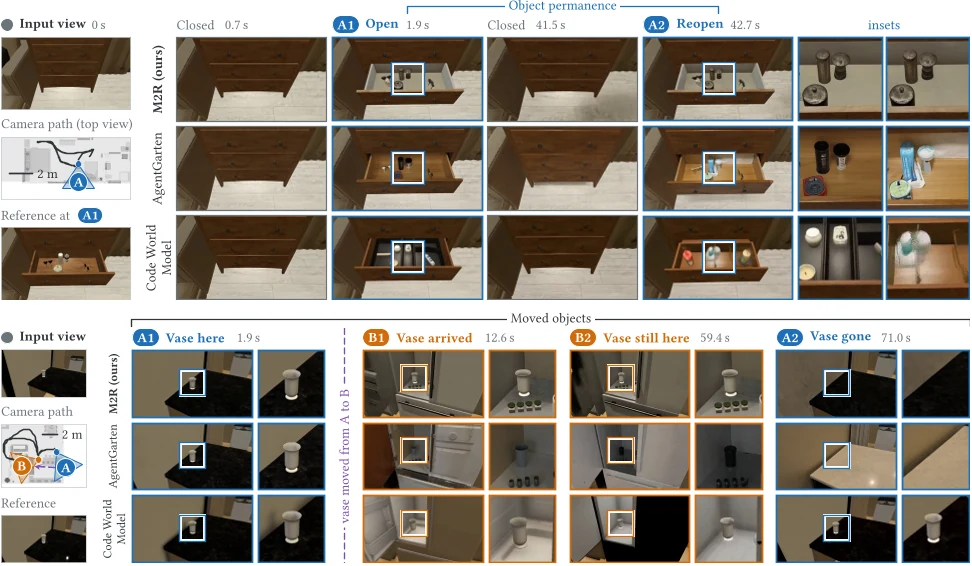 Object permanence
Input view 0 s
Closed 0.7 s
A1 Open 1.9 s
Closed 41.5 s
A2 Reopen 42.7 s
insets
M2R (ours)
Camera path (top view)
2 m
A
AgentGarten
Reference at A1
Code World
Model
Moved objects
Input view
A1 Vase here 1.9 s
B1 Vase arrived 12.6 s
B2 Vase still here 59.4 s
A2 Vase gone 71.0 s
M2R (ours)
vase moved from A to B
Camera path
2 m
B
A
AgentGarten
Reference
Code World
Model